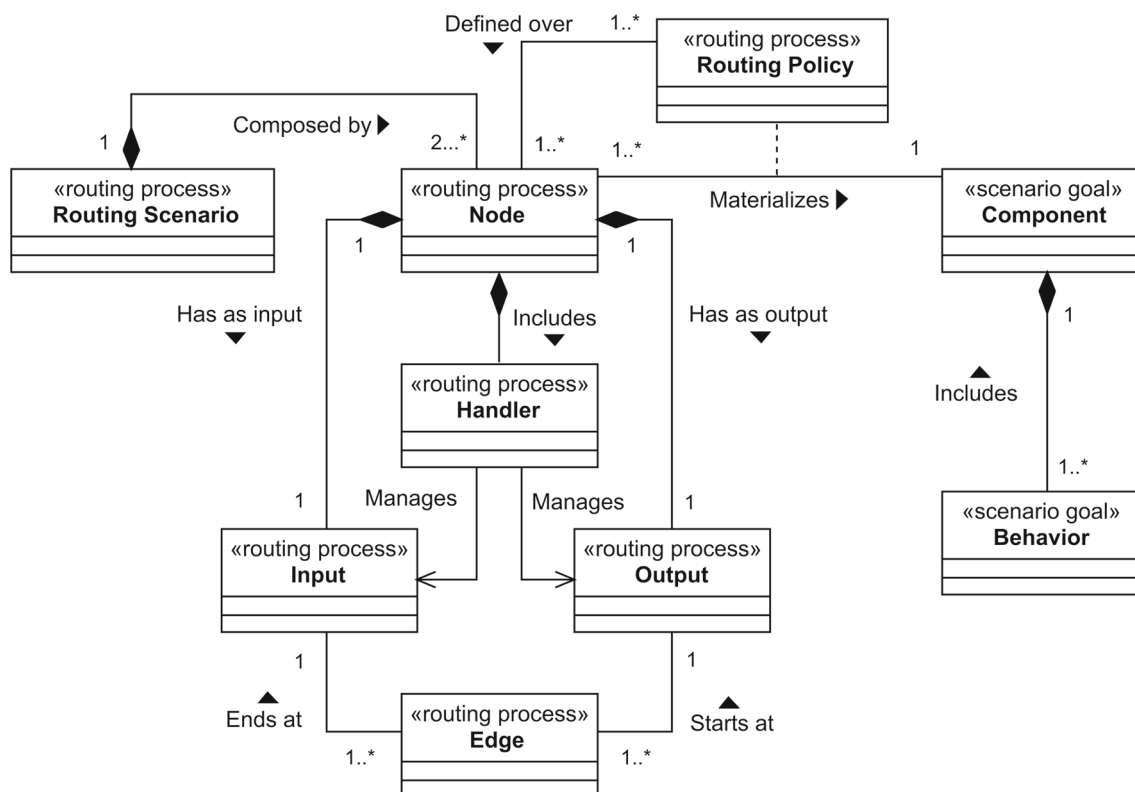 Defined over
1..*
«routing process»
Routing Policy
1
Composed by
2...*
1..*
1..*
1
«routing process»
Routing Scenario
«routing process»
Node
Materializes
«scenario goal»
Component
1
1
1
Has as input
Includes
Has as output
«routing process»
Handler
Includes
1..*
1
Manages
Manages
1
«scenario goal»
Behavior
«routing process»
Input
«routing process»
Output
1
1
Ends at
«routing process»
Edge
Starts at
1..*
1..*